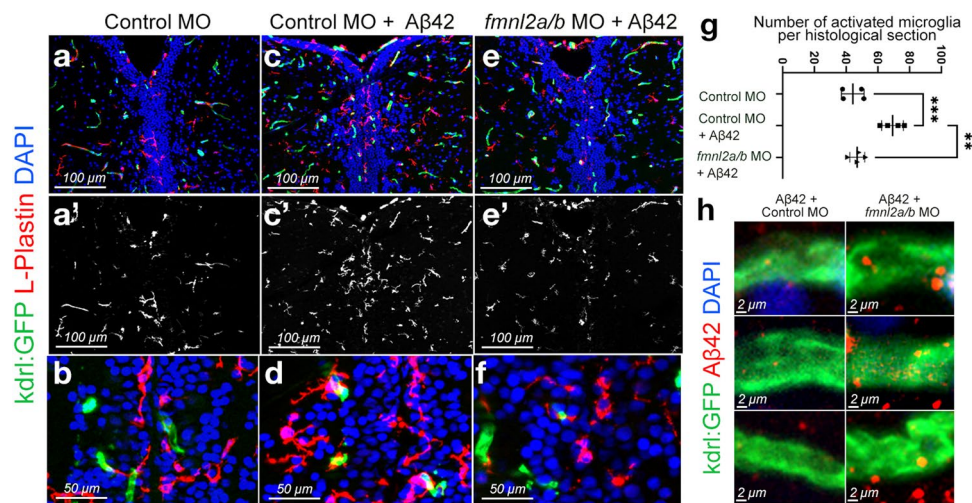 Control MO
Control MO + Aβ42
fmnl2a/b MO + Aβ42
kdrl:GFP L-Plastin DAPI
a
c
e
100 µm
100 µm
100 µm
a’
c’
e’
100 µm
100 µm
100 µm
b
d
f
50 µm
50 µm
50 µm
g
Number of activated microglia
per histological section
0
20
40
60
80
100
Control MO
Control MO
+ Aβ42
fmnl2a/b MO
+ Aβ42
***
**
h
Aβ42 +
Control MO
Aβ42 +
fmnl2a/b MO
kdrl:GFP Aβ42 DAPI
2 µm
2 µm
2 µm
2 µm
2 µm
2 µm